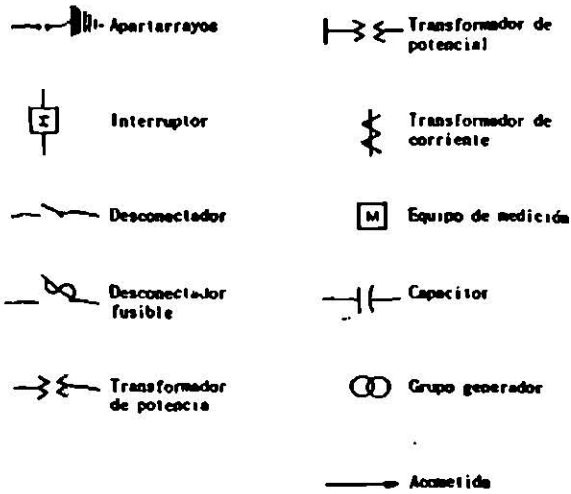 Apartarrayos
Transformador de
potencial
I
Interruptor
Transformador de
corriente
Desconectador
M
Equipo de medición
Desconectador
fusible
Capacitor
Transformador
de potencia
Grupo generador
Acometida